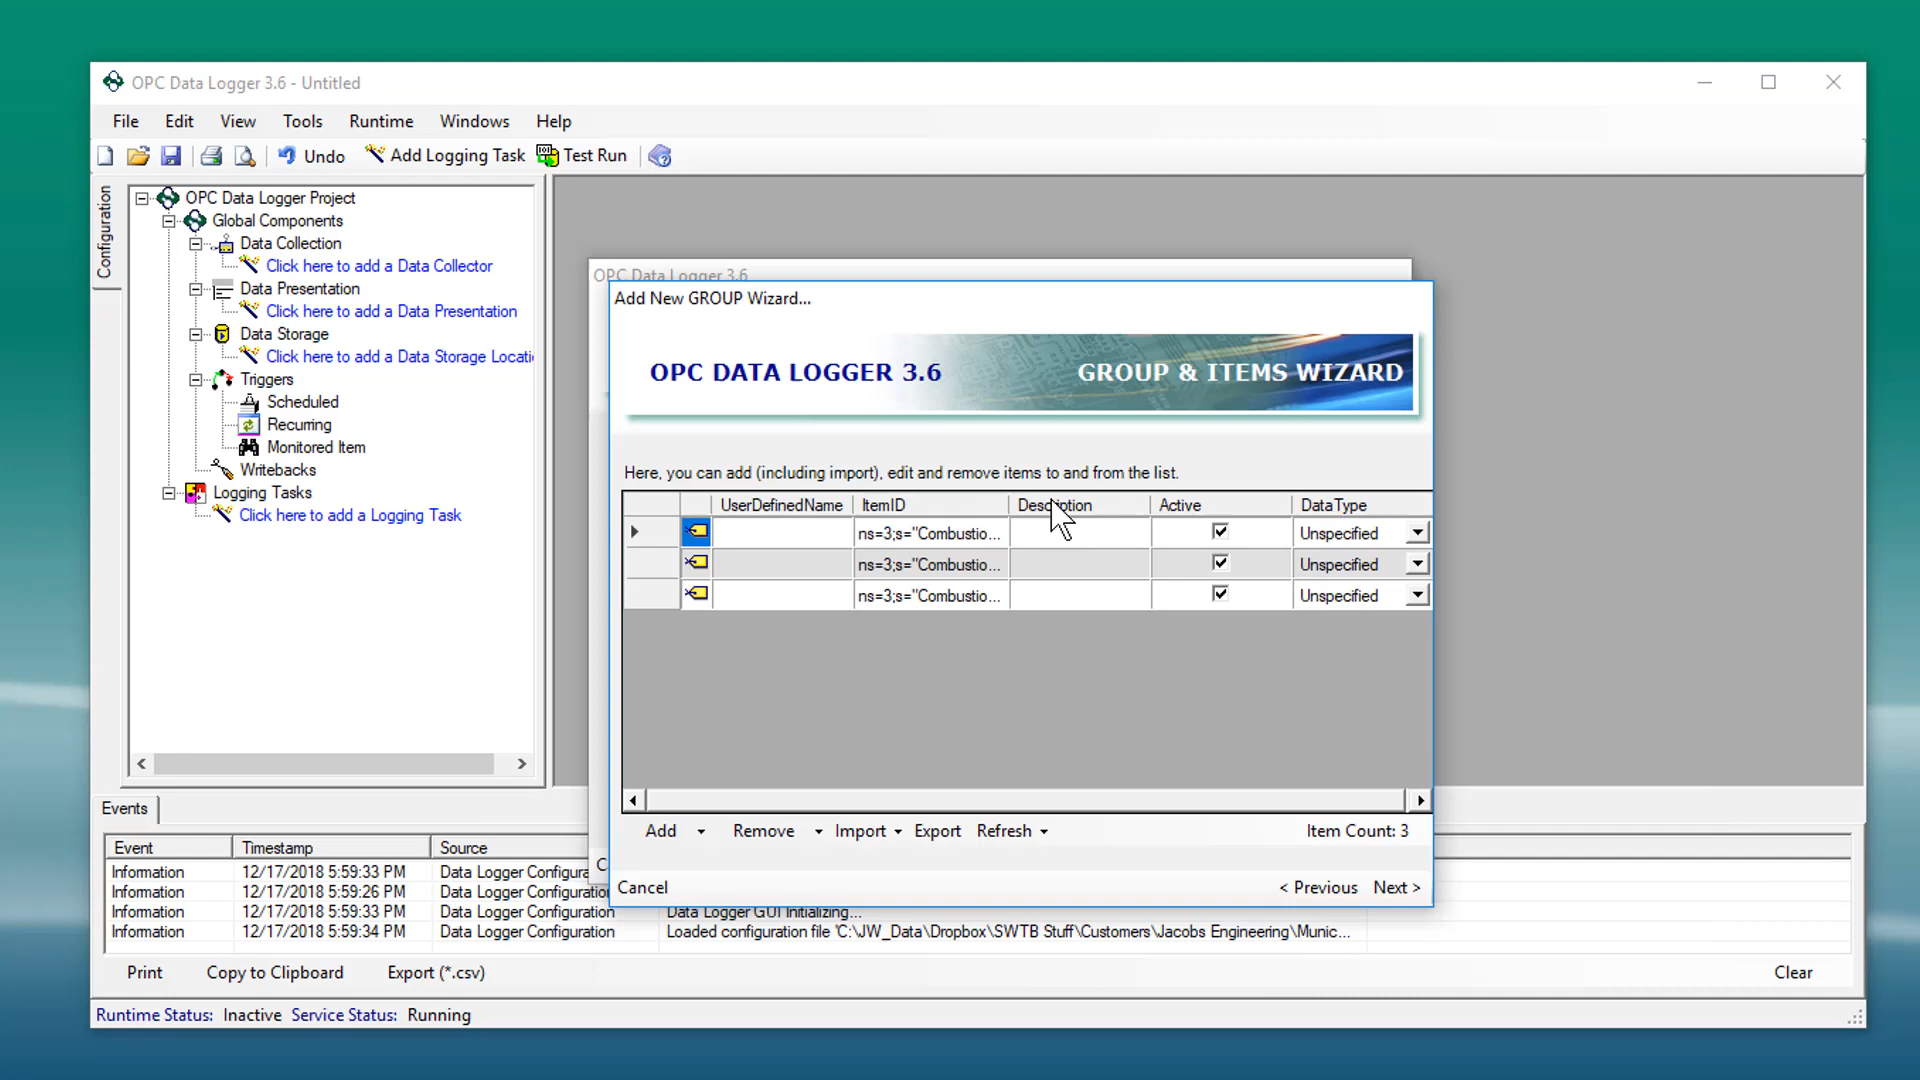 OPC Data Logger 3.6 - Untitled
File Edit View Tools Runtime Windows Help
Undo Add Logging Task Test Run
Configuration
OPC Data Logger Project
Global Components
Data Collection
Click here to add a Data Collector
Data Presentation
Click here to add a Data Presentation
Data Storage
Click here to add a Data Storage Locati
Triggers
Scheduled
Recurring
Monitored Item
Writebacks
Logging Tasks
Click here to add a Logging Task
OPC Data Logger 3.6
Add New GROUP Wizard...
OPC DATA LOGGER 3.6 GROUP & ITEMS WIZARD
Here, you can add (including import), edit and remove items to and from the list.
UserDefinedName ItemID Description Active DataType
ns=3;s="Combustio... Unspecified
ns=3;s="Combustio... Unspecified
ns=3;s="Combustio... Unspecified
Add Remove Import Export Refresh Item Count: 3
Cancel < Previous Next >
Events
Event Timestamp Source
Information 12/17/2018 5:59:33 PM Data Logger Configura
Information 12/17/2018 5:59:26 PM Data Logger Configuration
Information 12/17/2018 5:59:33 PM Data Logger Configuration Data Logger GUI Initializing...
Information 12/17/2018 5:59:34 PM Data Logger Configuration Loaded configuration file 'C:\JW_Data\Dropbox\SWTB Stuff\Customers\Jacobs Engineering\Munic...
Print Copy to Clipboard Export (*.csv) Clear
Runtime Status: Inactive Service Status: Running